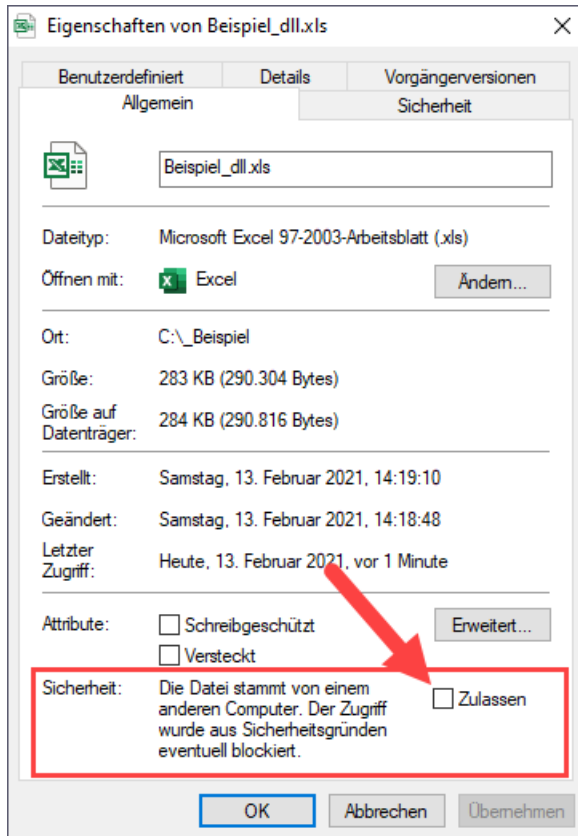 Eigenschaften von Beispiel_dll.xls
Benutzerdefiniert Details Vorgängerversionen
Allgemein Sicherheit
Beispiel_dll.xls
Dateityp: Microsoft Excel 97-2003-Arbeitsblatt (.xls)
Öffnen mit: Excel Ändern...
Ort: C:\_Beispiel
Größe: 283 KB (290.304 Bytes)
Größe auf
Datenträger: 284 KB (290.816 Bytes)
Erstellt: Samstag, 13. Februar 2021, 14:19:10
Geändert: Samstag, 13. Februar 2021, 14:18:48
Letzter
Zugriff: Heute, 13. Februar 2021, vor 1 Minute
Attribute: Schreibgeschützt Erweitert...
Versteckt
Sicherheit: Die Datei stammt von einem
anderen Computer. Der Zugriff
wurde aus Sicherheitsgründen
eventuell blockiert.
Zulassen
OK Abbrechen Übernehmen